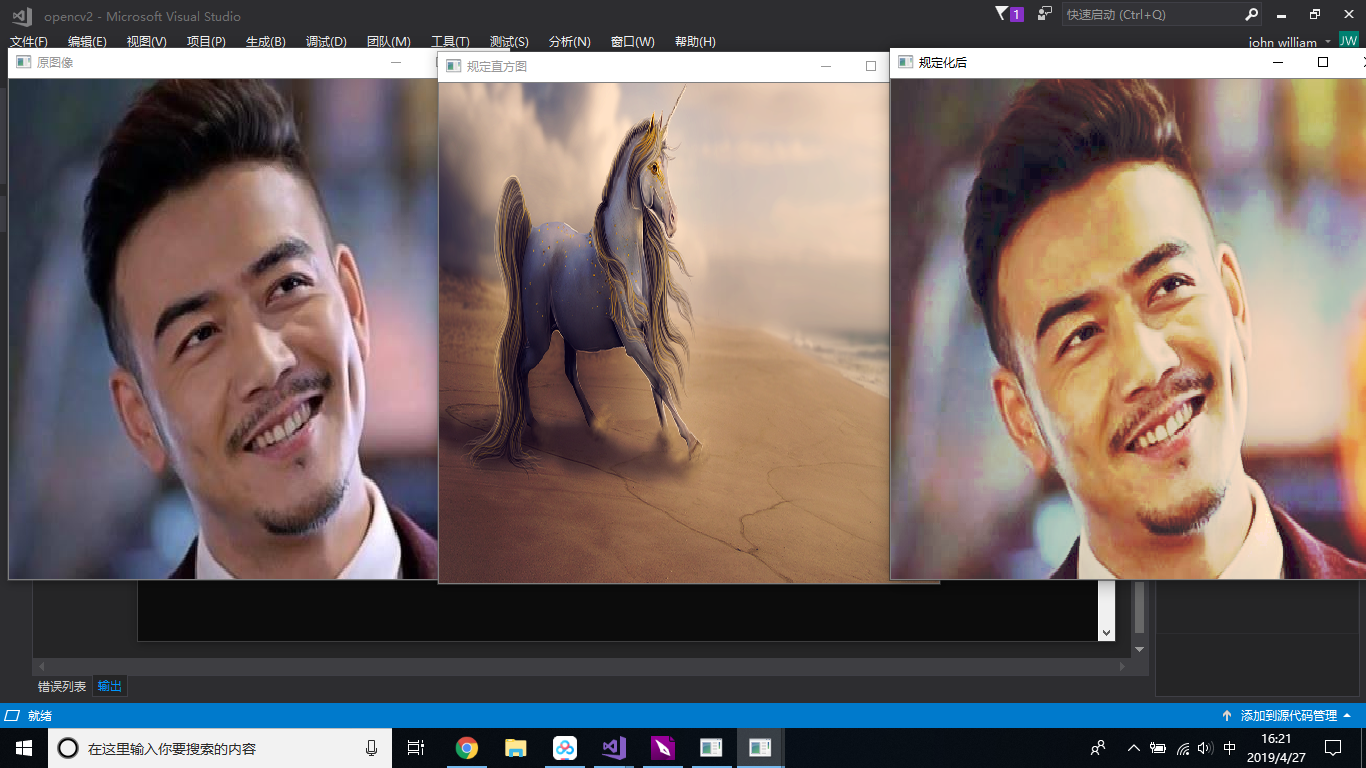 opencv2 - Microsoft Visual Studio
1
快速启动 (Ctrl+Q)
文件(F) 编辑(E) 视图(V) 项目(P) 生成(B) 调试(D) 团队(M) 工具(T) 测试(S) 分析(N) 窗口(W) 帮助(H)
john william JW
原图像
规定直方图
规定化后
错误列表 输出
就绪
添加到源代码管理
在这里输入你要搜索的内容
中
16:21
2019/4/27